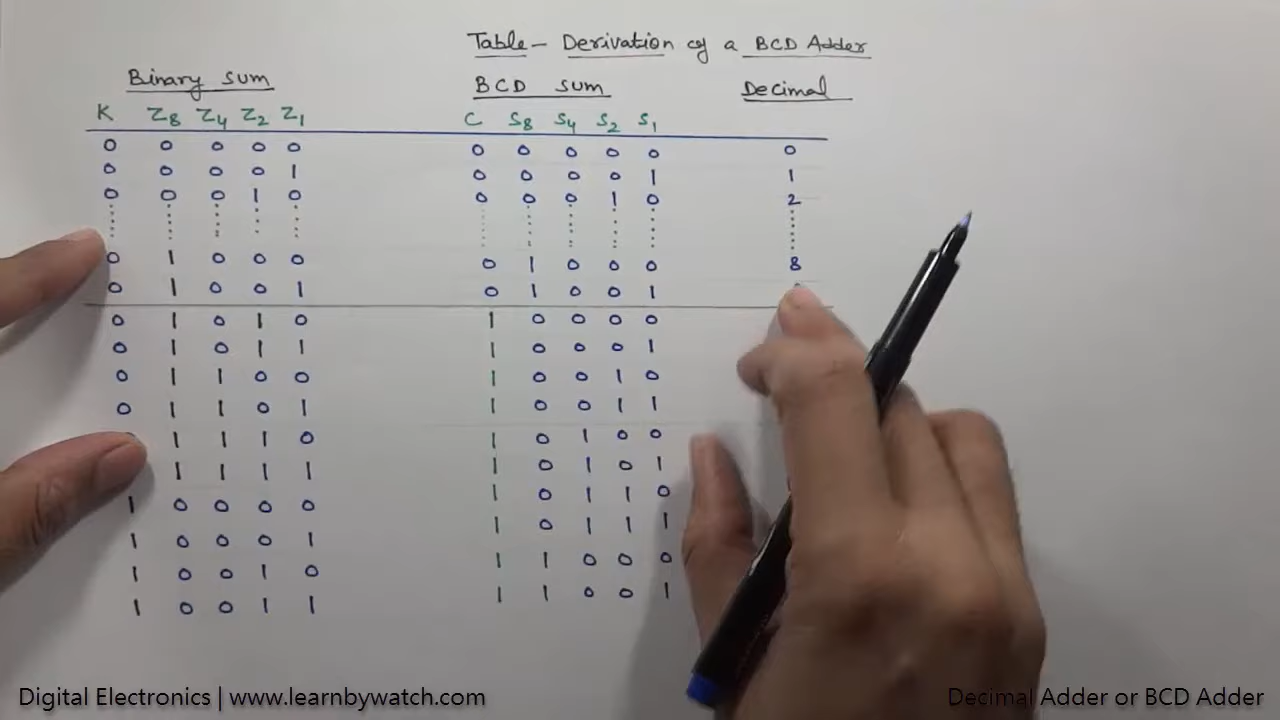 Table - Derivation of a BCD Adder
Binary sum BCD sum Decimal
K Z8 Z4 Z2 Z1 C S8 S4 S2 S1
0 0 0 0 0 0 0 0 0 0 0
0 0 0 0 1 0 0 0 0 1 1
0 0 0 1 0 0 0 0 1 0 2
0 1 0 0 0 0 1 0 0 0 8
0 1 0 0 1 0 1 0 0 1
0 1 0 1 0 1 0 0 0 0
0 1 0 1 1 1 0 0 0 1
0 1 1 0 0 1 0 0 1 0
0 1 1 0 1 1 0 0 1 1
1 1 1 0 1 0 1 0 0
1 1 1 1 1 0 1 0 1
1 0 0 0 0 1 0 1 1 0
1 0 0 0 1 1 0 1 1 1
1 0 0 1 0 1 1 0 0 0
1 0 0 1 1 1 1 0 0 1
Digital Electronics | www.learnbywatch.com Decimal Adder or BCD Adder